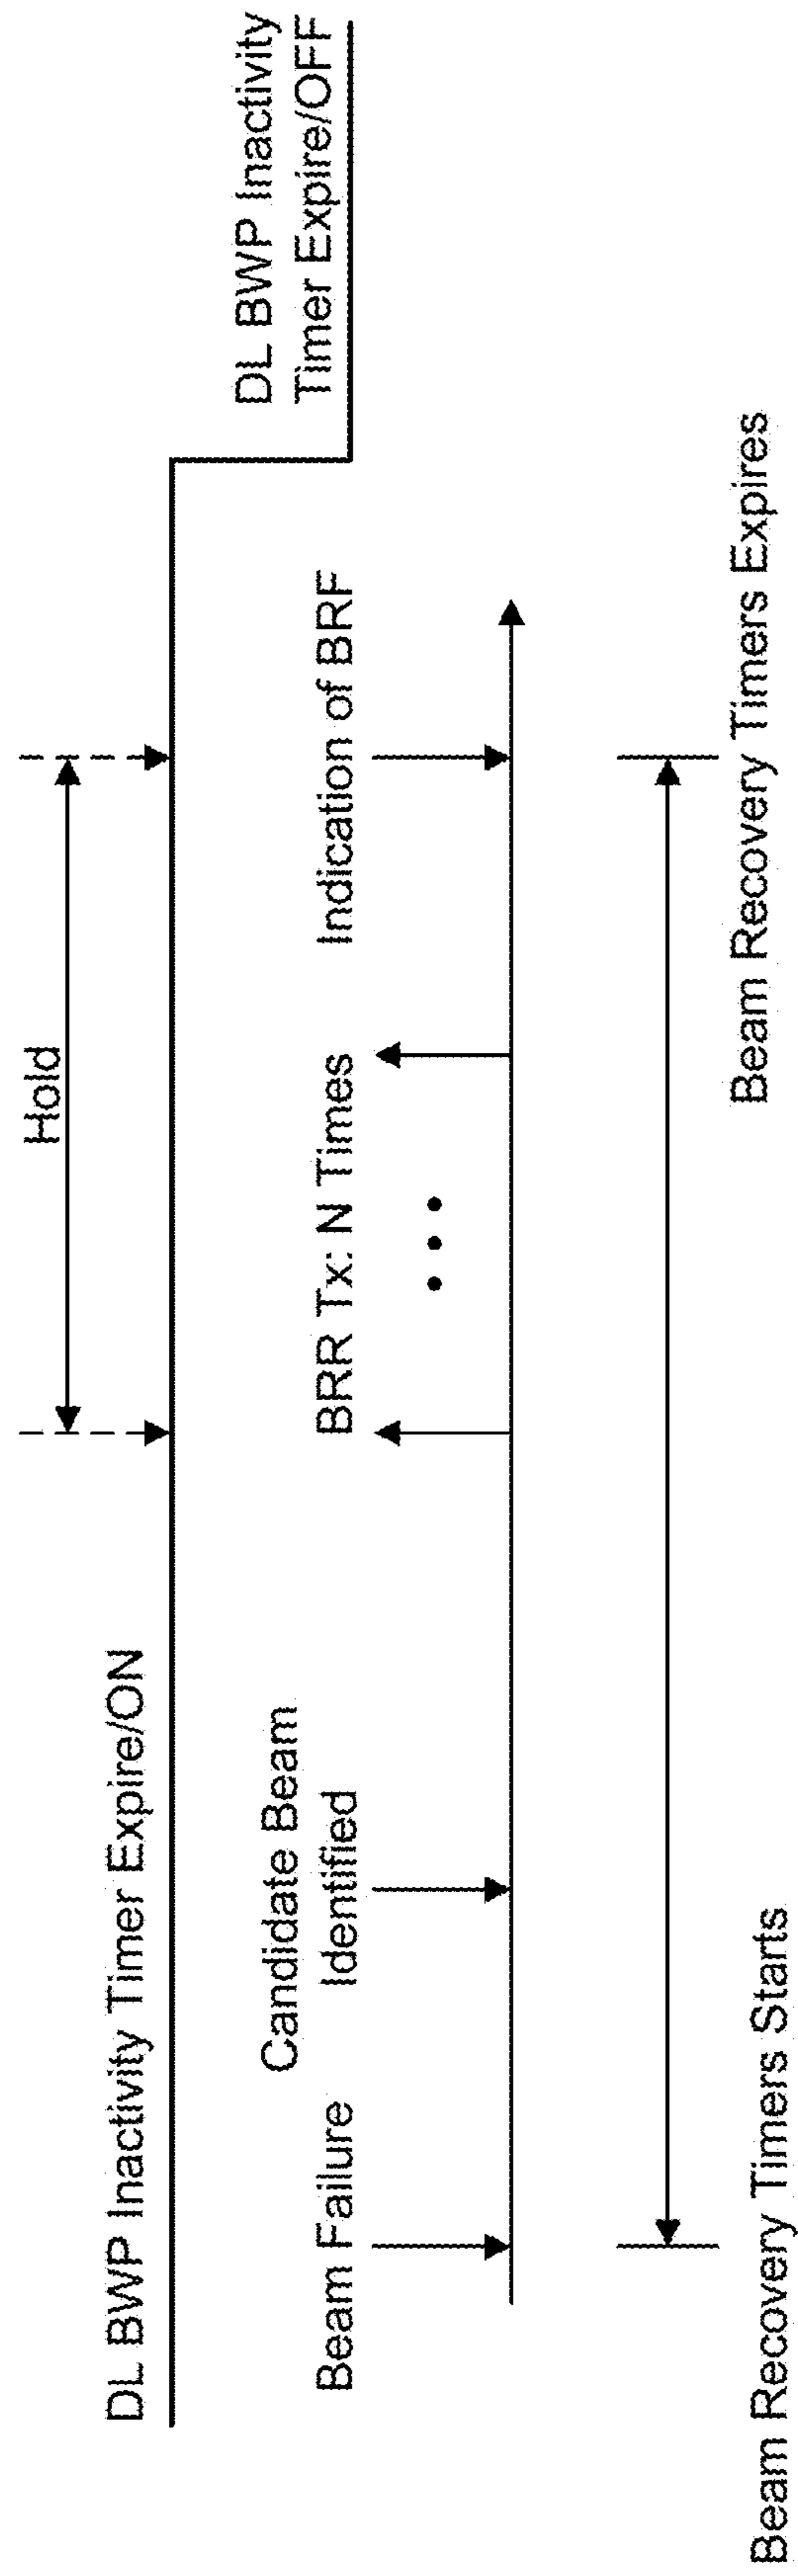 Hold
DL BWP Inactivity Timer Expire/ON
DL BWP Inactivity
Timer Expire/OFF
Beam Failure
Candidate Beam
Identified
BRR Tx: N Times
Indication of BRF
Beam Recovery Timers Starts
Beam Recovery Timers Expires